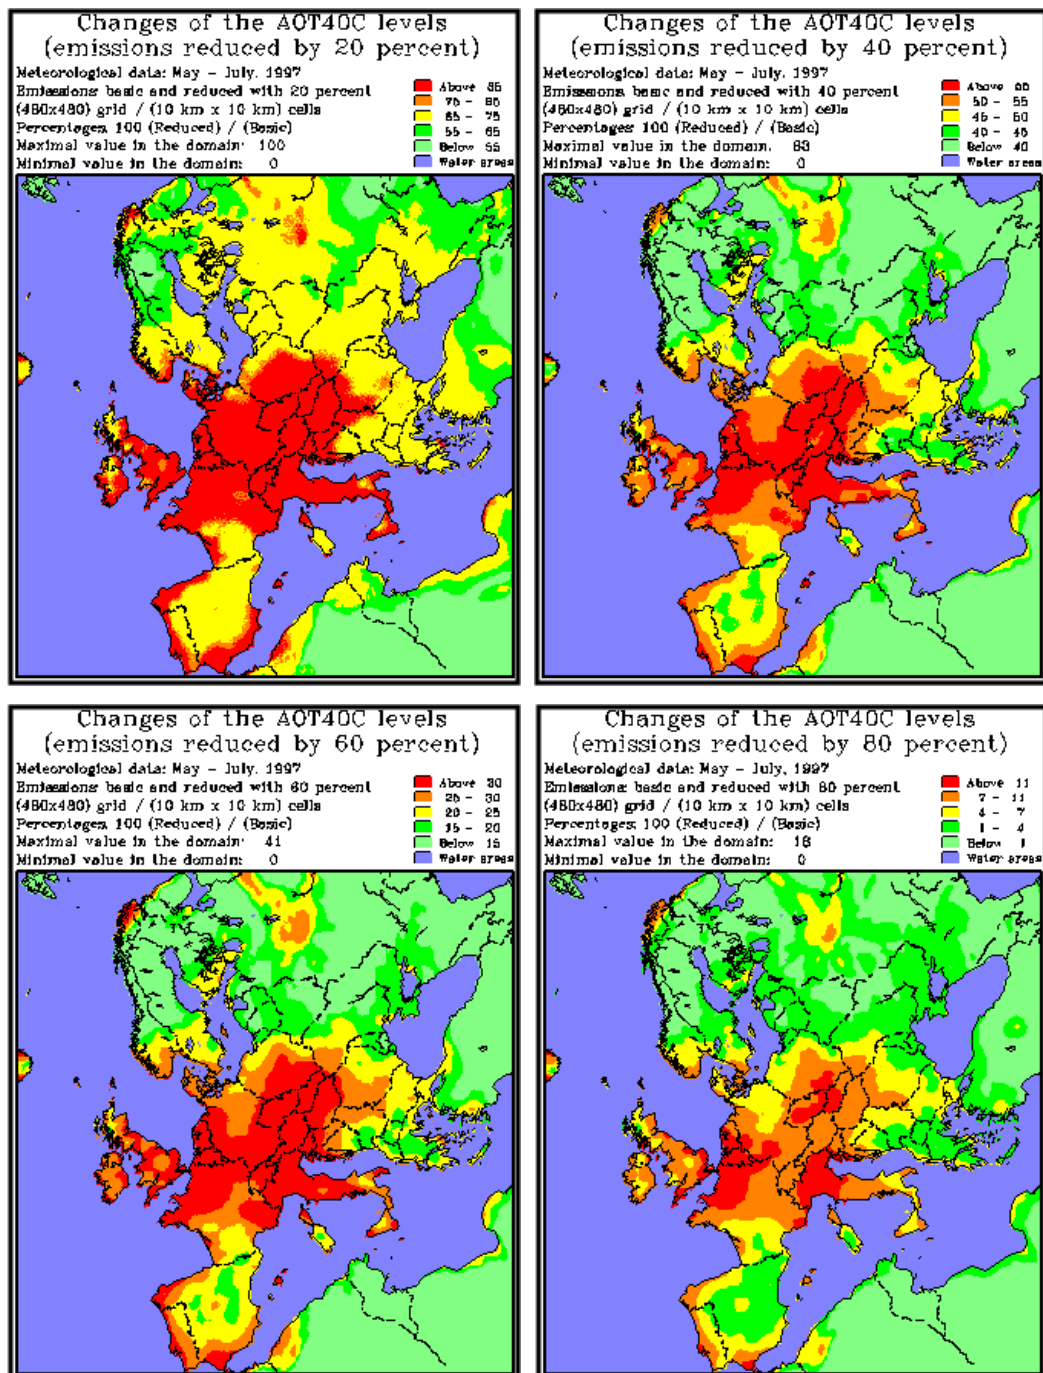 Changes of the AOT40C levels
(emissions reduced by 20 percent)
Meteorological data: May - July, 1997
Emissions: basic and reduced with 20 percent
(480x480) grid / (10 km x 10 km) cells
Percentages: 100 (Reduced) / (Basic)
Maximal value in the domain: 100
Minimal value in the domain: 0
Above 85
75 - 85
65 - 75
55 - 65
Below 55
Water areas
Changes of the AOT40C levels
(emissions reduced by 40 percent)
Meteorological data: May - July, 1997
Emissions: basic and reduced with 40 percent
(480x480) grid / (10 km x 10 km) cells
Percentages: 100 (Reduced) / (Basic)
Maximal value in the domain: 83
Minimal value in the domain: 0
Above
50 - 55
45 - 50
40 - 45
Below 40
Water areas
Changes of the AOT40C levels
(emissions reduced by 60 percent)
Meteorological data: May - July, 1997
Emissions: basic and reduced with 60 percent
(480x480) grid / (10 km x 10 km) cells
Percentages: 100 (Reduced) / (Basic)
Maximal value in the domain: 41
Minimal value in the domain: 0
Above 30
25 - 30
20 - 25
15 - 20
Below 15
Water areas
Changes of the AOT40C levels
(emissions reduced by 80 percent)
Meteorological data: May - July, 1997
Emissions: basic and reduced with 80 percent
(480x480) grid / (10 km x 10 km) cells
Percentages: 100 (Reduced) / (Basic)
Maximal value in the domain:
Minimal value in the domain: 0
Above 11
7 - 11
4 - 7
1 - 4
Below 1
Water areas